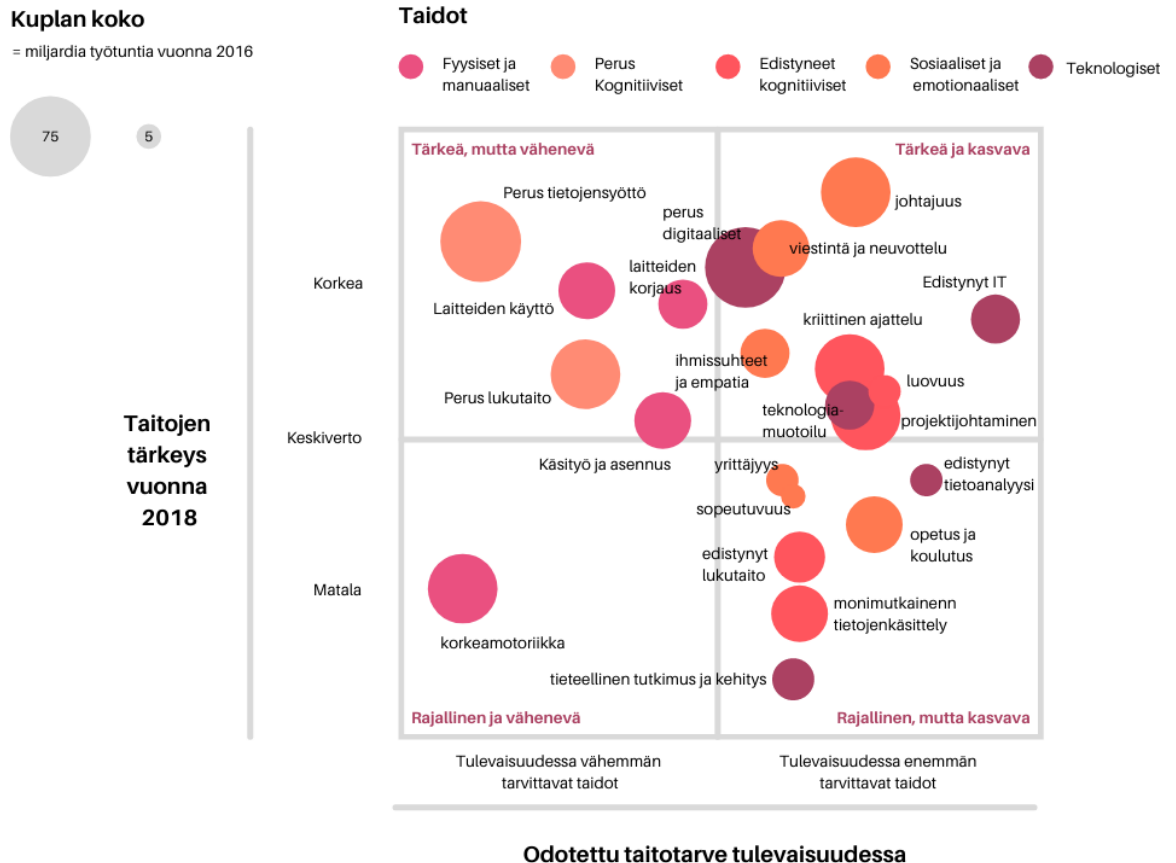 Kuplan koko
= miljardia työtuntia vuonna 2016
75
5
Taidot
Fyysiset ja
manuaaliset
Perus
Kognitiiviset
Edistyneet
kognitiiviset
Sosiaaliset ja
emotionaaliset
Teknologiset
Tärkeä, mutta vähenevä
Tärkeä ja kasvava
Perus tietojensyöttö
johtajuus
perus
digitaaliset
viestintä ja neuvottelu
laitteiden
korjaus
Edistynyt IT
Korkea
Laitteiden käyttö
kriittinen ajattelu
ihmissuhteet
ja empatia
luovuus
Perus lukutaito
teknologia-
muotoilu
projektijohtaminen
Keskiverto
Taitojen
tärkeys
vuonna
2018
Käsityö ja asennus
yrittäjyys
edistynyt
tietoanalyysi
sopeutuvuus
opetus ja
koulutus
edistynyt
lukutaito
Matala
monimutkainenn
tietojenkäsittely
korkeamotoriikka
tieteellinen tutkimus ja kehitys
Rajallinen ja vähenevä
Rajallinen, mutta kasvava
Tulevaisuudessa vähemmän
tarvittavat taidot
Tulevaisuudessa enemmän
tarvittavat taidot
Odotettu taitotarve tulevaisuudessa